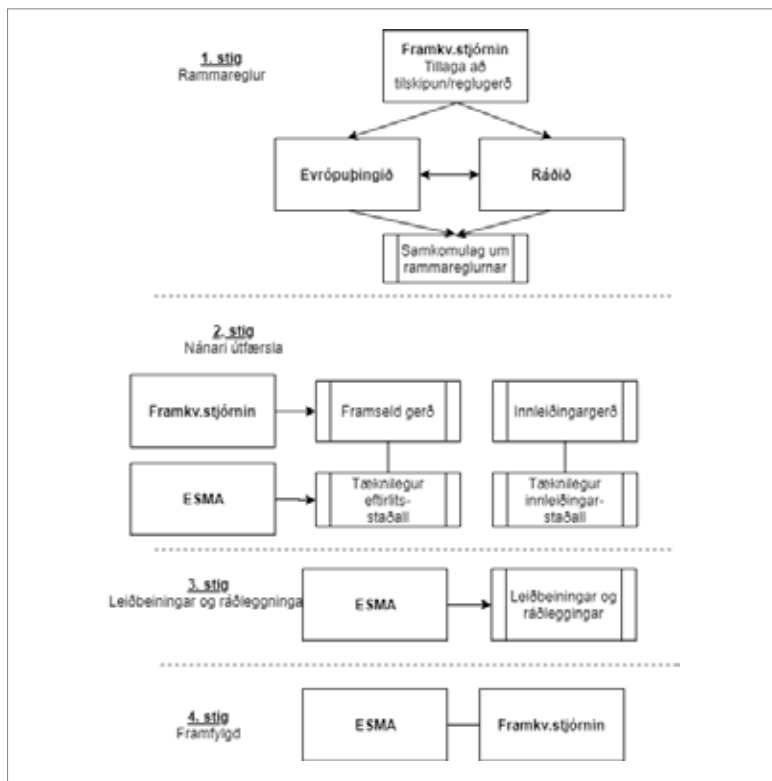 1. stig
Rammareglur
Framkv.stjórnin
Tillaga að
tilskipun/reglugerð
Evrópuþingið
Ráðið
Samkomulag um
rammareglurnar
2. stig
Nánari útfærsla
Framkv.stjórnin
Framseld gerð
Innleiðingargerð
ESMA
Tæknilegur
eftirlits-
staðall
Tæknilegur
innleiðingar-
staðall
3. stig
Leiðbeiningar og ráðleggninga
ESMA
Leiðbeiningar og
ráðleggingar
4. stig
Framfylgd
ESMA
Framkv.stjórnin